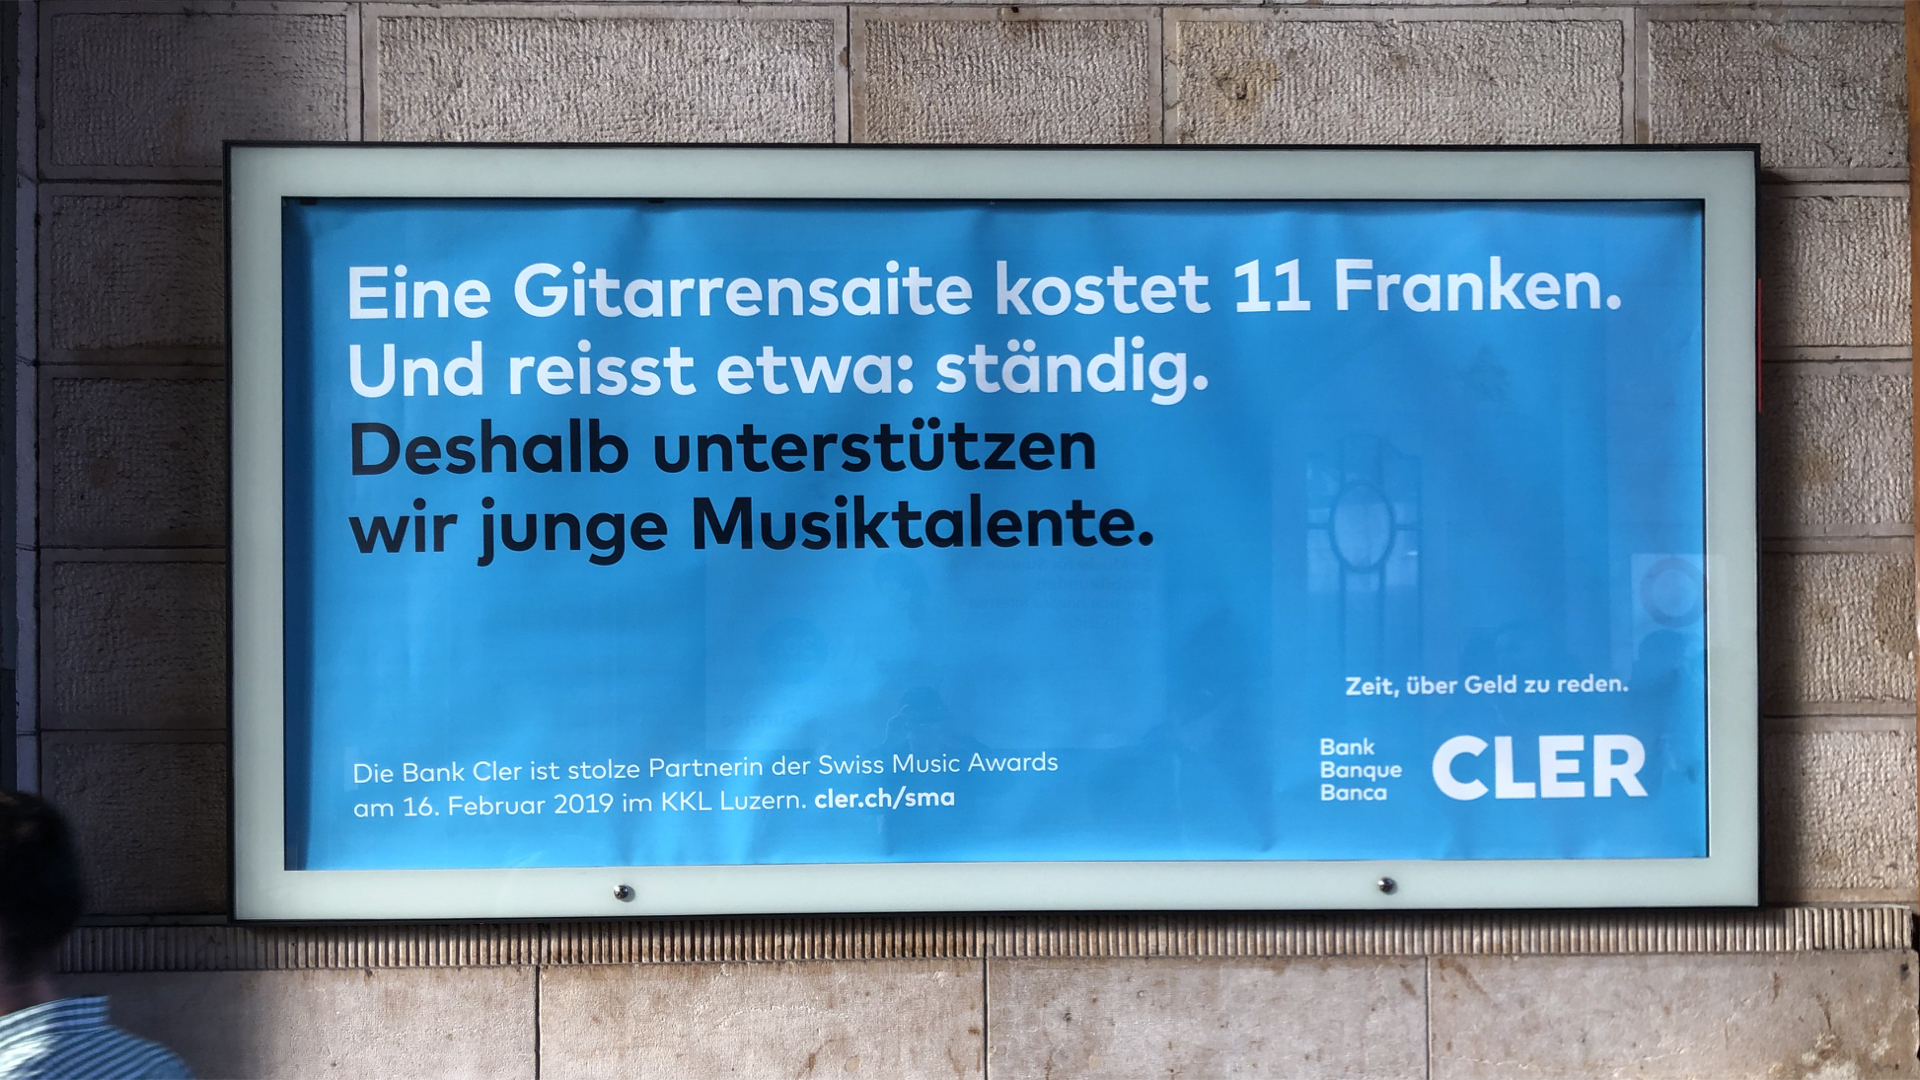 Eine Gitarrensaite kostet 11 Franken.
Und reisst etwa: ständig.
Deshalb unterstützen
wir junge Musiktalente.
Zeit, über Geld zu reden.
Die Bank Cler ist stolze Partnerin der Swiss Music Awards
am 16. Februar 2019 im KKL Luzern. cler.ch/sma
Bank
Banque
Banca
CLER